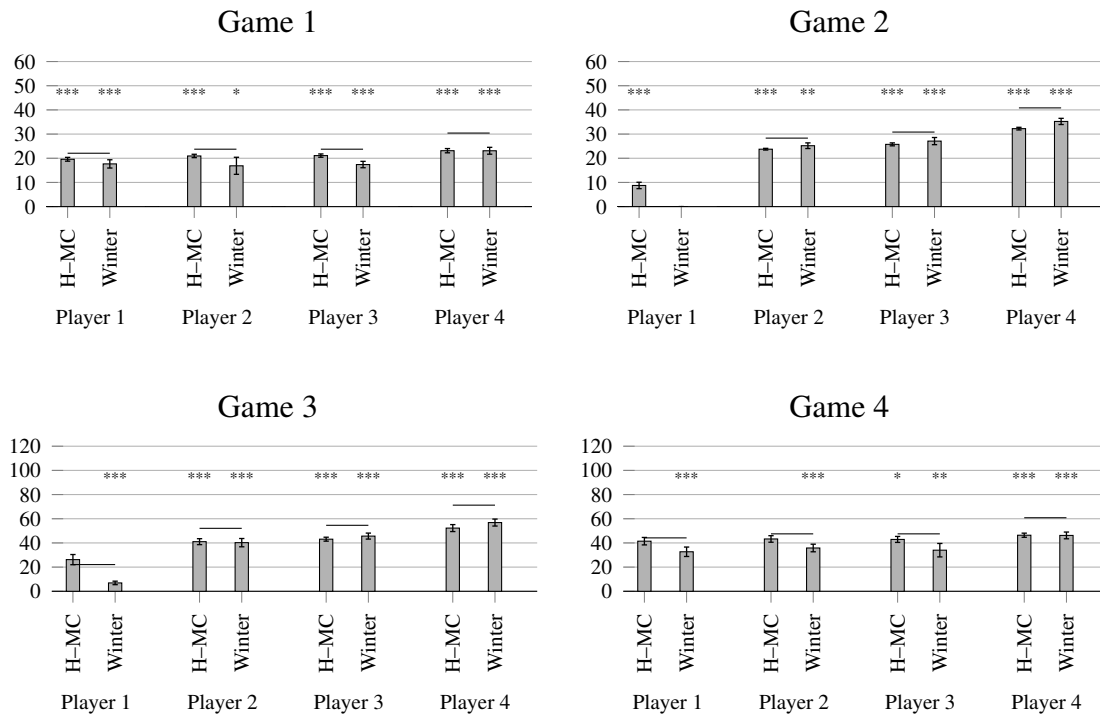 Game 1
60
50
40
30
20
10
0
*** *** *** * *** *** *** ***
H–MC Winter H–MC Winter H–MC Winter H–MC Winter
Player 1 Player 2 Player 3 Player 4
Game 2
60
50
40
30
20
10
0
*** *** ** *** *** *** ***
H–MC Winter H–MC Winter H–MC Winter H–MC Winter
Player 1 Player 2 Player 3 Player 4
Game 3
120
100
80
60
40
20
0
*** *** *** *** *** *** ***
H–MC Winter H–MC Winter H–MC Winter H–MC Winter
Player 1 Player 2 Player 3 Player 4
Game 4
120
100
80
60
40
20
0
*** *** * ** *** ***
H–MC Winter H–MC Winter H–MC Winter H–MC Winter
Player 1 Player 2 Player 3 Player 4